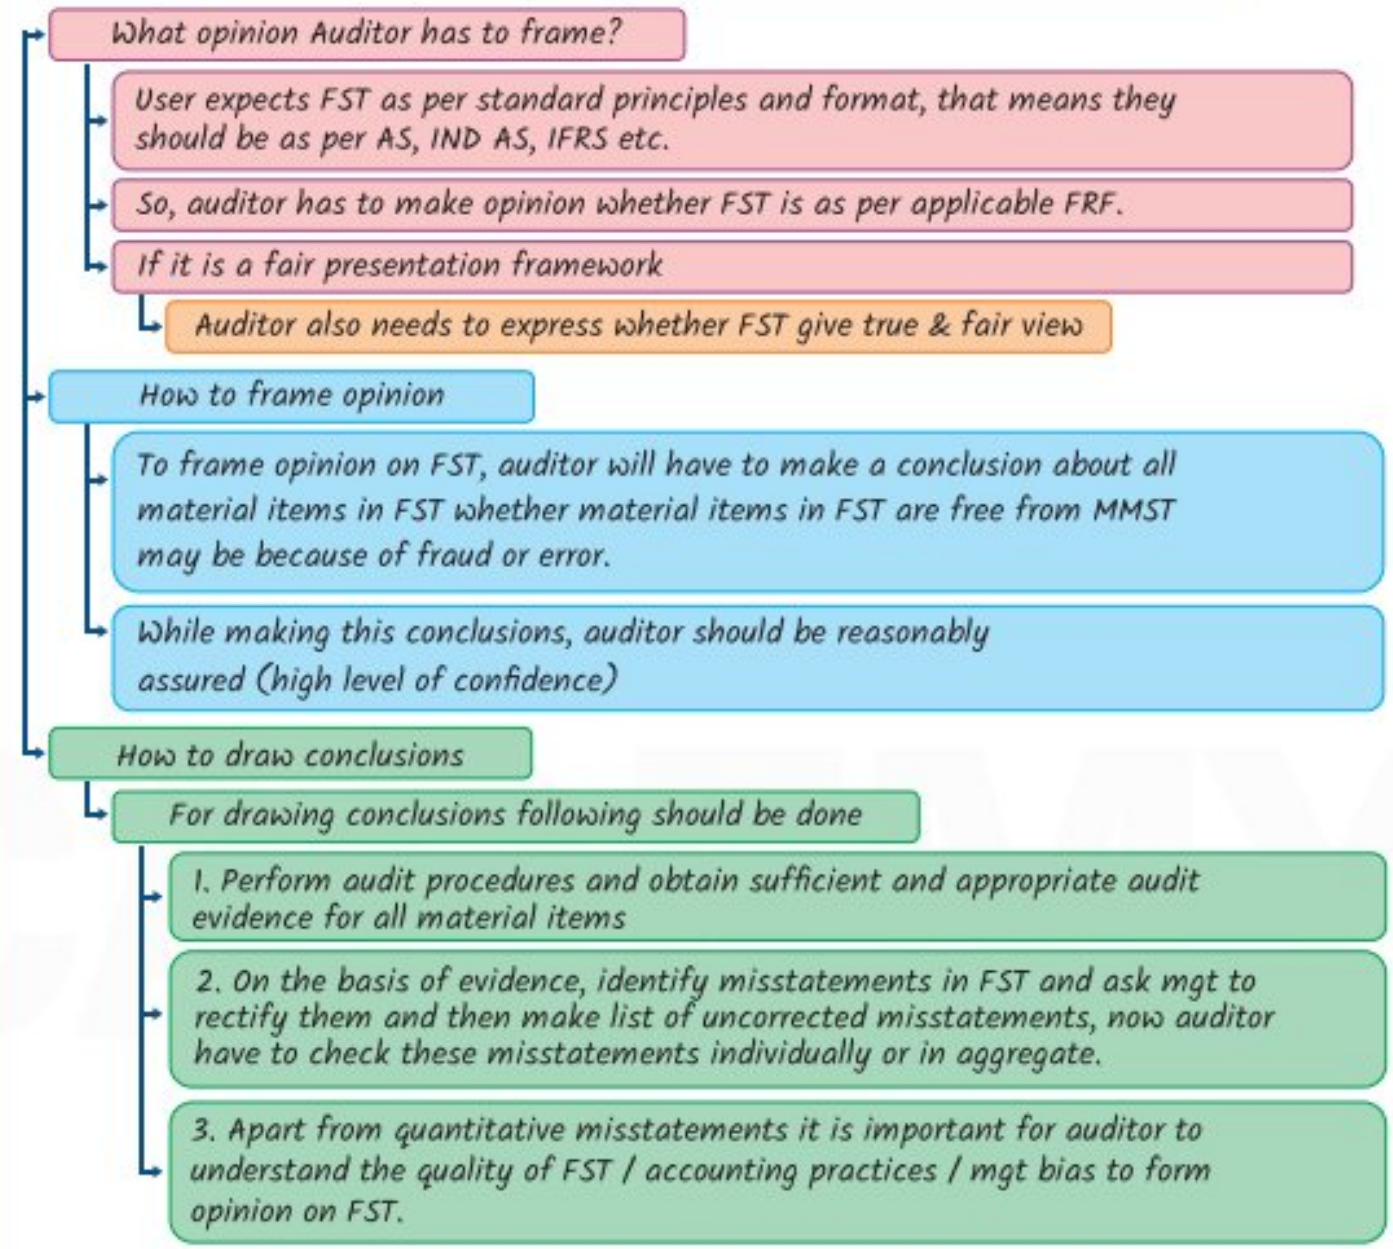 What opinion Auditor has to frame?
User expects FST as per standard principles and format, that means they
should be as per AS, IND AS, IFRS etc.
So, auditor has to make opinion whether FST is as per applicable FRF.
If it is a fair presentation framework
Auditor also needs to express whether FST give true & fair view
How to frame opinion
To frame opinion on FST, auditor will have to make a conclusion about all
material items in FST whether material items in FST are free from MMST
may be because of fraud or error.
While making this conclusions, auditor should be reasonably
assured (high level of confidence)
How to draw conclusions
For drawing conclusions following should be done
1. Perform audit procedures and obtain sufficient and appropriate audit
evidence for all material items
2. On the basis of evidence, identify misstatements in FST and ask mgt to
rectify them and then make list of uncorrected misstatements, now auditor
have to check these misstatements individually or in aggregate.
3. Apart from quantitative misstatements it is important for auditor to
understand the quality of FST / accounting practices / mgt bias to form
opinion on FST.